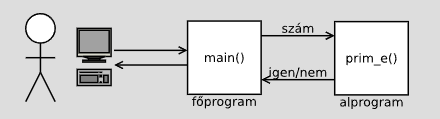 szám
main()
prim_e()
igen/nem
főprogram
alprogram